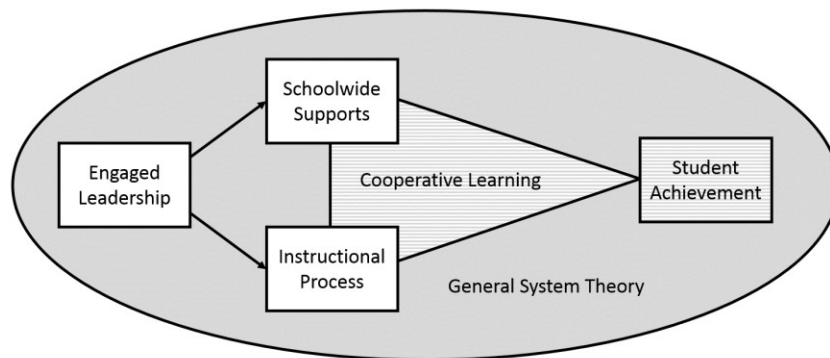 Schoolwide
Supports
Engaged
Leadership
Cooperative Learning
Student
Achievement
Instructional
Process
General System Theory